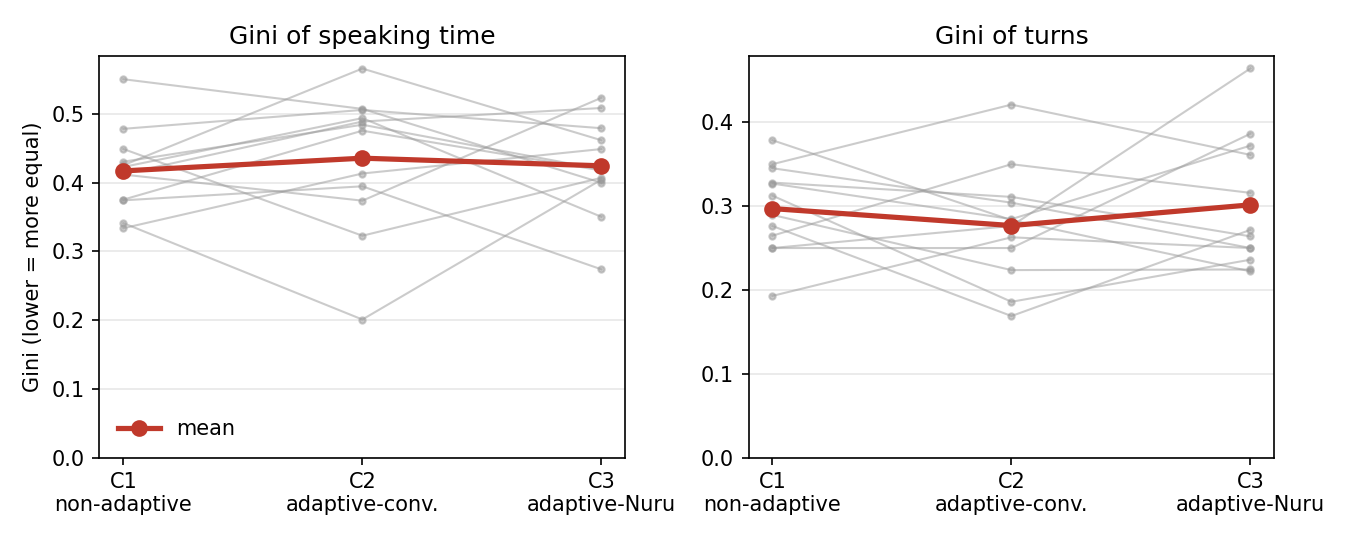 Gini of speaking time
Gini (lower = more equal)
0.5
0.4
0.3
0.2
0.1
0.0
mean
C1
non-adaptive
C2
adaptive-conv.
C3
adaptive-Nuru
Gini of turns
0.4
0.3
0.2
0.1
0.0
C1
non-adaptive
C2
adaptive-conv.
C3
adaptive-Nuru